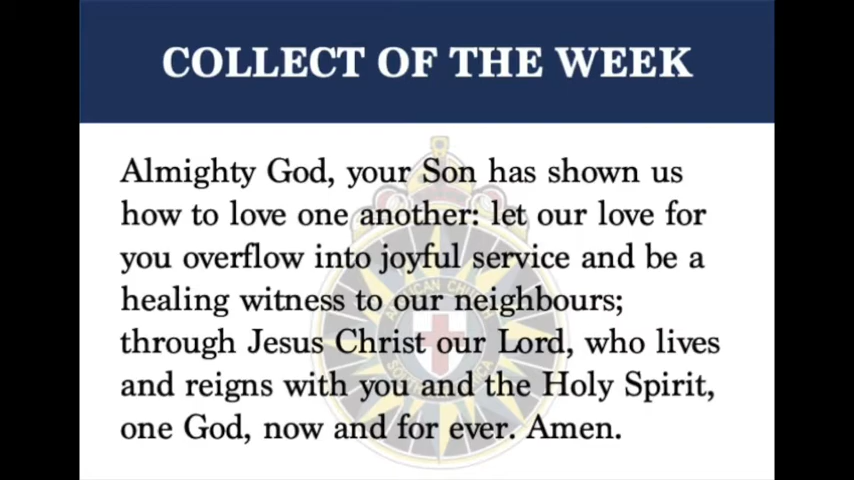 COLLECT OF THE WEEK
Almighty God, your Son has shown us
how to love one another: let our love for
you overflow into joyful service and be a
healing witness to our neighbours;
through Jesus Christ our Lord, who lives
and reigns with you and the Holy Spirit,
one God, now and for ever. Amen.
ANGLICAN CHURCH